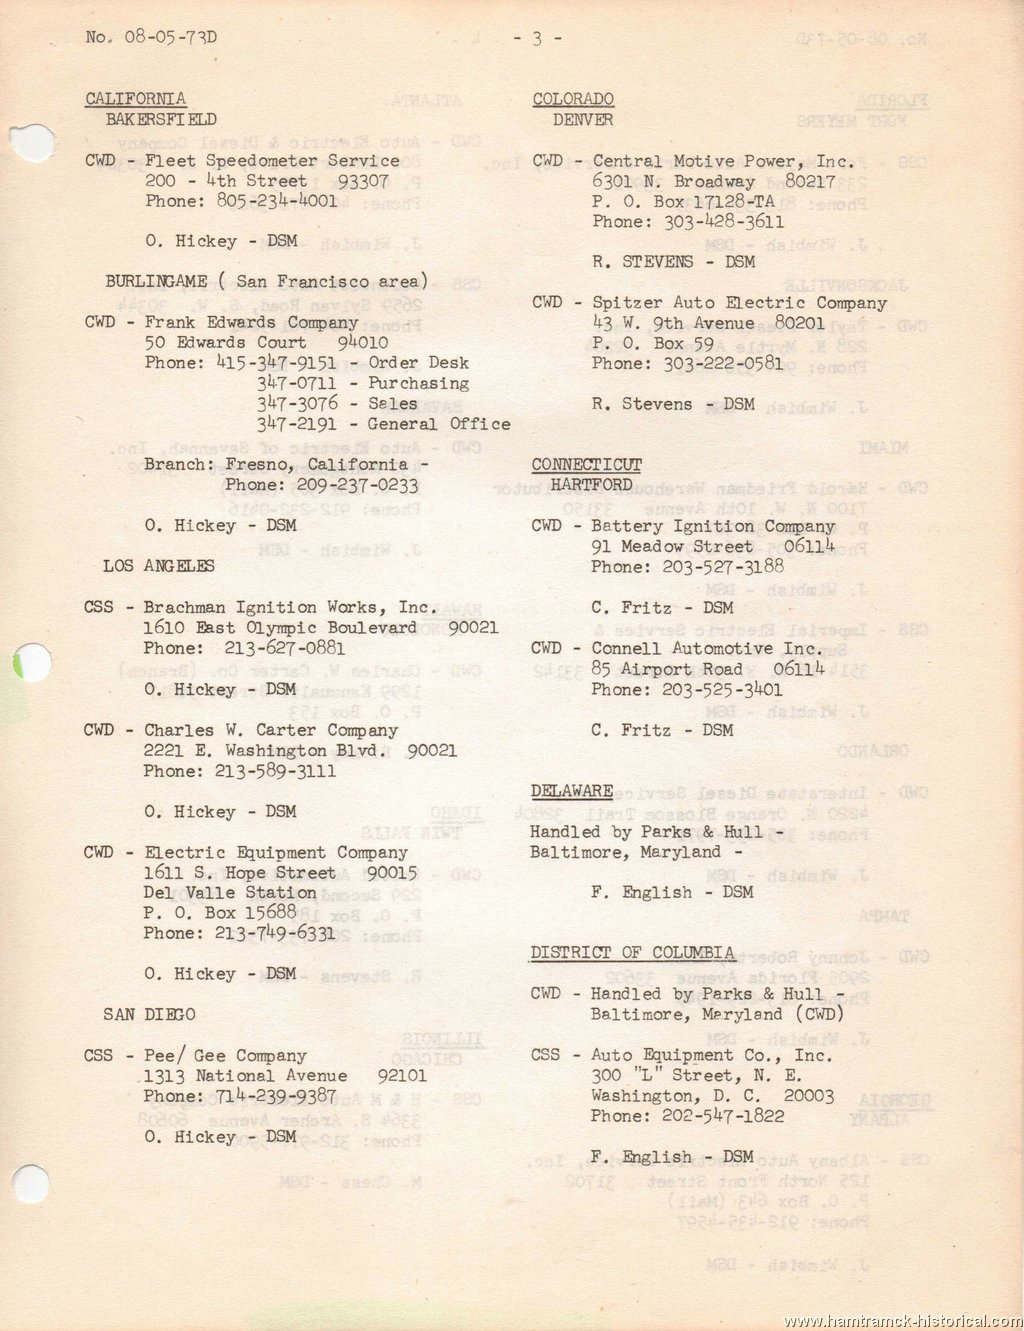 No. 08-05-73D
- 3 -
CALIFORNIA
BAKERSFIELD
CWD - Fleet Speedometer Service
200 - 4th Street 93307
Phone: 805-234-4001
O. Hickey - DSM
BURLINGAME ( San Francisco area)
CWD - Frank Edwards Company
50 Edwards Court 94010
Phone: 415-347-9151 - Order Desk
347-0711 - Purchasing
347-3076 - Sales
347-2191 - General Office
Branch: Fresno, California -
Phone: 209-237-0233
O. Hickey - DSM
LOS ANGELES
CSS - Brachman Ignition Works, Inc.
1610 East Olympic Boulevard 90021
Phone: 213-627-0881
O. Hickey - DSM
CWD - Charles W. Carter Company
2221 E. Washington Blvd. 90021
Phone: 213-589-3111
O. Hickey - DSM
CWD - Electric Equipment Company
1611 S. Hope Street 90015
Del Valle Station
P. O. Box 15688
Phone: 213-749-6331
O. Hickey - DSM
SAN DIEGO
CSS - Pee/ Gee Company
1313 National Avenue 92101
Phone: 714-239-9387
O. Hickey - DSM
COLORADO
DENVER
CWD - Central Motive Power, Inc.
6301 N. Broadway 80217
P. O. Box 17128-TA
Phone: 303-428-3611
R. STEVENS - DSM
CWD - Spitzer Auto Electric Company
43 W. 9th Avenue 80201
P. O. Box 59
Phone: 303-222-0581
R. Stevens - DSM
CONNECTICUT
HARTFORD
CWD - Battery Ignition Company
91 Meadow Street 06114
Phone: 203-527-3188
C. Fritz - DSM
CWD - Connell Automotive Inc.
85 Airport Road 06114
Phone: 203-525-3401
C. Fritz - DSM
DELAWARE
Handled by Parks & Hull -
Baltimore, Maryland -
F. English - DSM
DISTRICT OF COLUMBIA
CWD - Handled by Parks & Hull -
Baltimore, Maryland (CWD)
CSS - Auto Equipment Co., Inc.
300 "L" Street, N. E.
Washington, D. C. 20003
Phone: 202-547-1822
F. English - DSM
www.hamtramck-historical.com